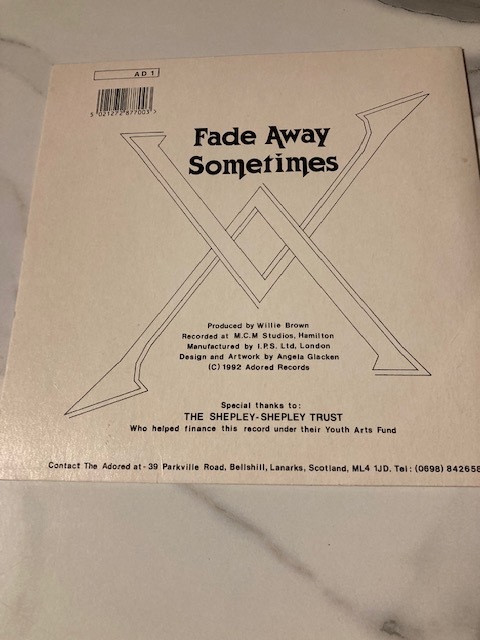 AD 1
5 021272 877003 5
Fade Away
Sometimes
Produced by Willie Brown
Recorded at M.C.M Studios, Hamilton
Manufactured by I.P.S. Ltd, London
Design and Artwork by Angela Glacken
(C) 1992 Adored Records
Special thanks to:
THE SHEPLEY-SHEPLEY TRUST
Who helped finance this record under their Youth Arts Fund
Contact The Adored at - 39 Parkville Road, Bellshill, Lanarks, Scotland, ML4 1JD. Tel: (0698) 842658